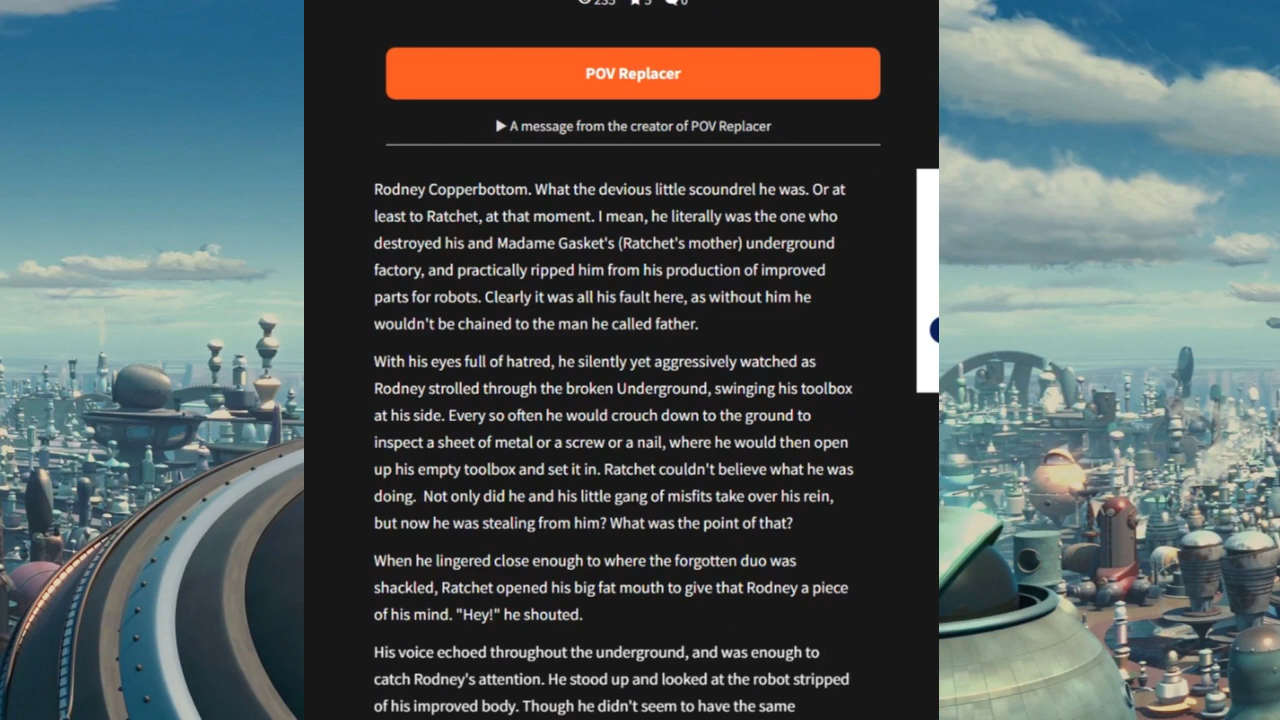 235 5 0
POV Replacer
▶ A message from the creator of POV Replacer
Rodney Copperbottom. What the devious little scoundrel he was. Or at
least to Ratchet, at that moment. I mean, he literally was the one who
destroyed his and Madame Gasket's (Ratchet's mother) underground
factory, and practically ripped him from his production of improved
parts for robots. Clearly it was all his fault here, as without him he
wouldn't be chained to the man he called father.
With his eyes full of hatred, he silently yet aggressively watched as
Rodney strolled through the broken Underground, swinging his toolbox
at his side. Every so often he would crouch down to the ground to
inspect a sheet of metal or a screw or a nail, where he would then open
up his empty toolbox and set it in. Ratchet couldn't believe what he was
doing.  Not only did he and his little gang of misfits take over his rein,
but now he was stealing from him? What was the point of that?
When he lingered close enough to where the forgotten duo was
shackled, Ratchet opened his big fat mouth to give that Rodney a piece
of his mind. "Hey!" he shouted.
His voice echoed throughout the underground, and was enough to
catch Rodney's attention. He stood up and looked at the robot stripped
of his improved body. Though he didn't seem to have the same